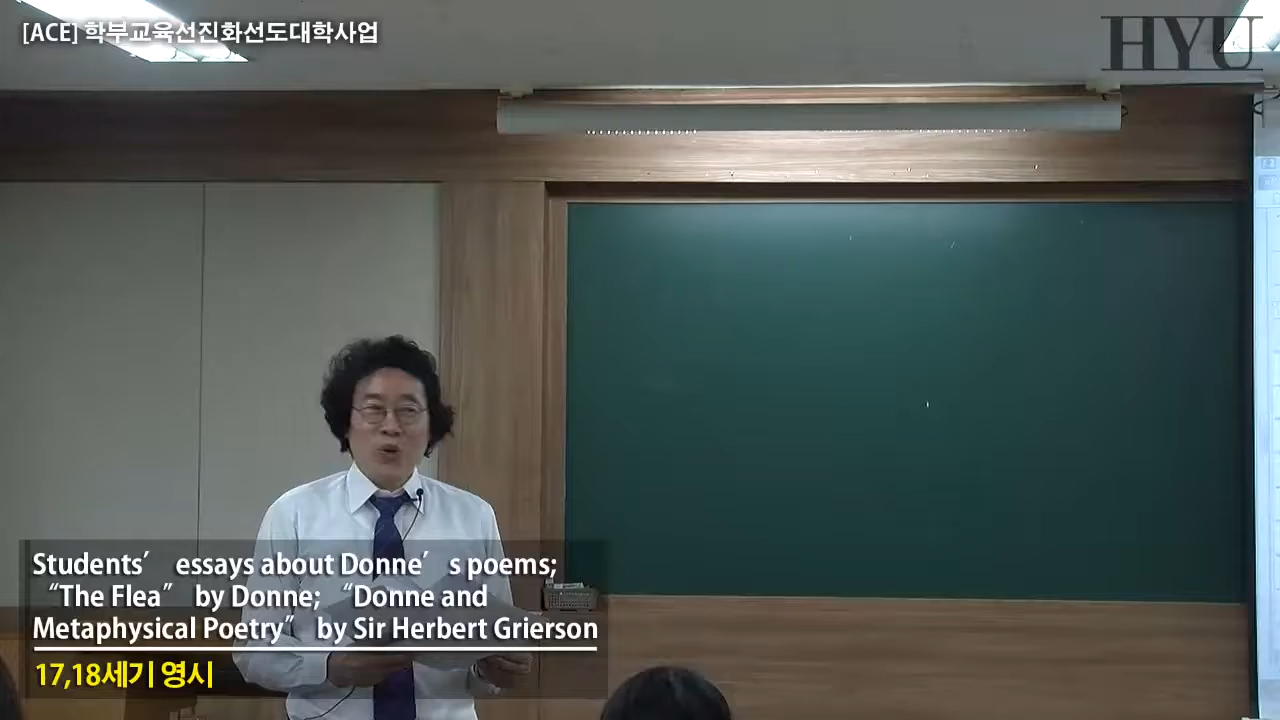 [ACE] 학부교육선진화선도대학사업
HYU
Students′ essays about Donne′s poems;
“The Flea” by Donne; “Donne and
Metaphysical Poetry” by Sir Herbert Grierson
17,18세기 영시